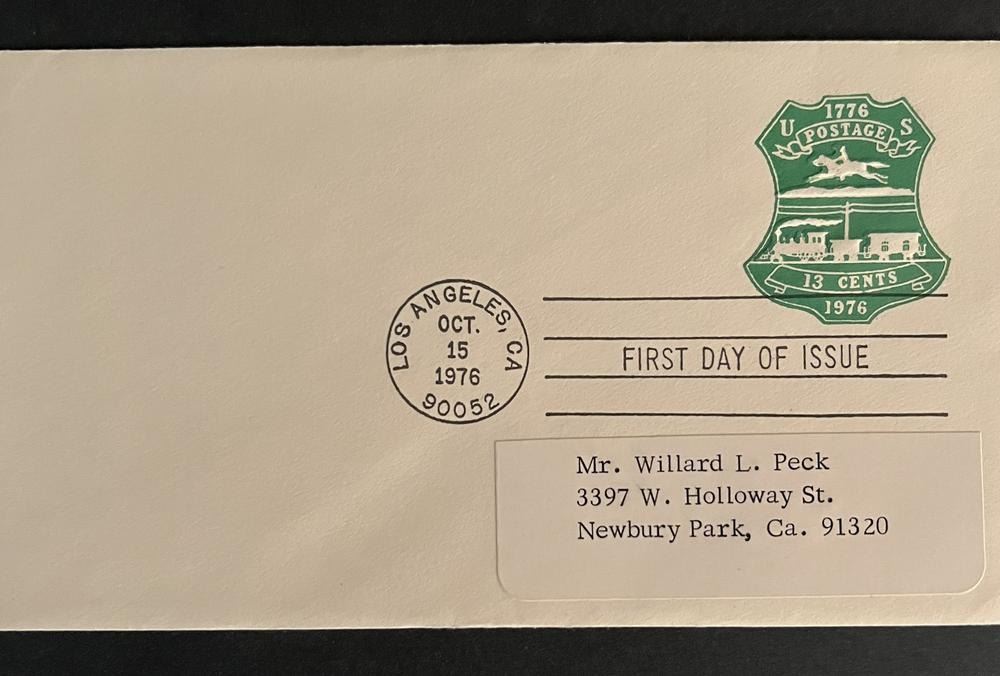 1776
U POSTAGE S
13 CENTS
1976
LOS ANGELES, CA
OCT.
15
1976
90052
FIRST DAY OF ISSUE
Mr. Willard L. Peck
3397 W. Holloway St.
Newbury Park, Ca. 91320